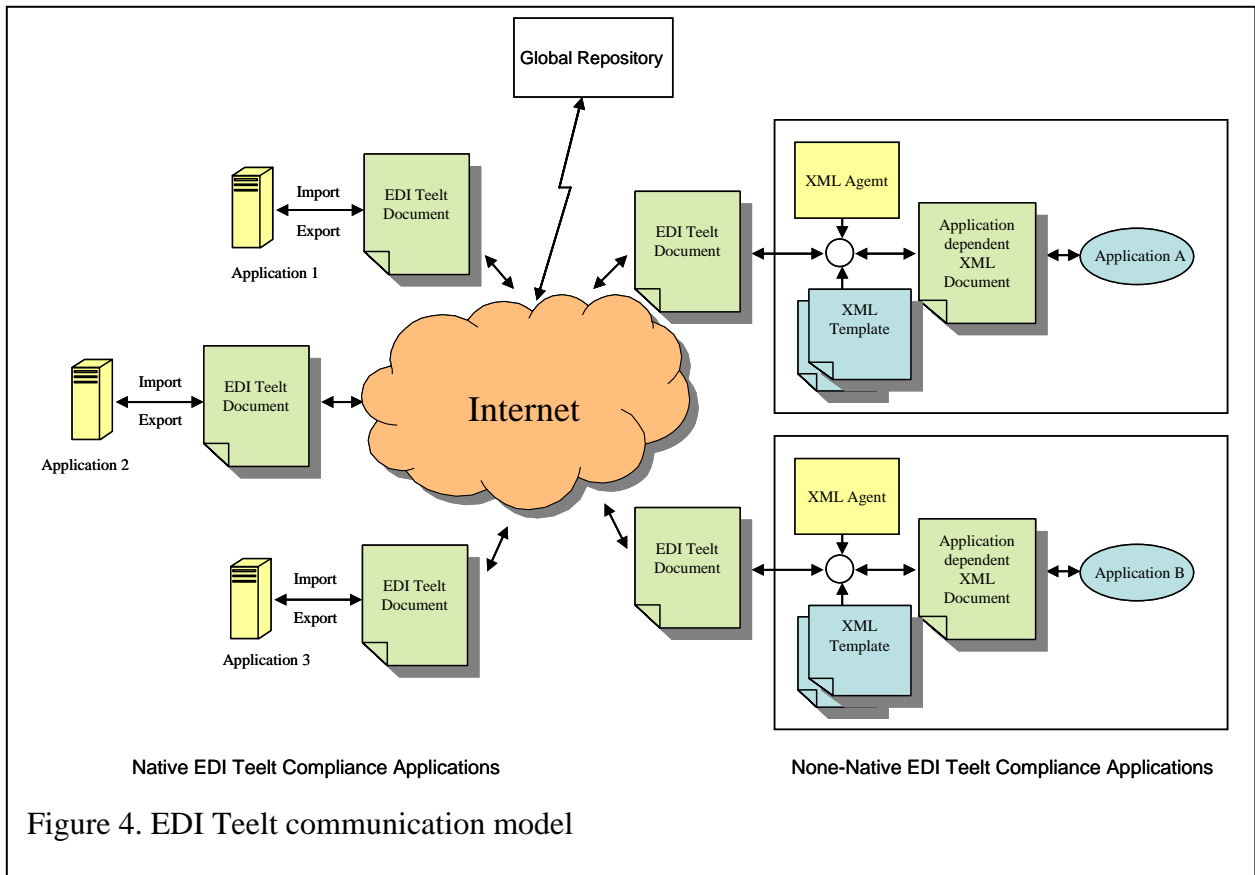 Global Repository
Import
Export
Application 1
EDI Teelt
Document
EDI Teelt
Document
XML Agemt
XML
Template
Application
dependent
XML
Document
Application A
Import
Export
Application 2
EDI Teelt
Document
Internet
Import
Export
Application 3
EDI Teelt
Document
EDI Teelt
Document
XML Agent
XML
Template
Application
dependent
XML
Document
Application B
Native EDI Teelt Compliance Applications
None-Native EDI Teelt Compliance Applications
Figure 4. EDI Teelt communication model